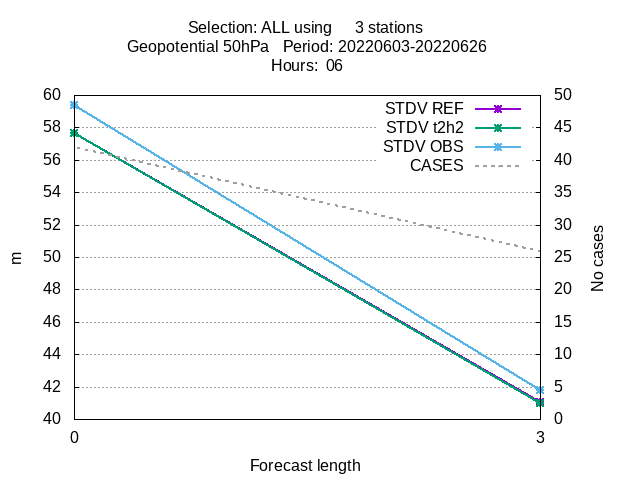 Selection: ALL using     3 stations
Geopotential 50hPa   Period: 20220603-20220626
Hours:  06
60
58
56
54
52
50
48
46
44
42
40
m
STDV REF
STDV t2h2
STDV OBS
CASES
50
45
40
35
30
25
20
15
10
5
0
No cases
0
3
Forecast length